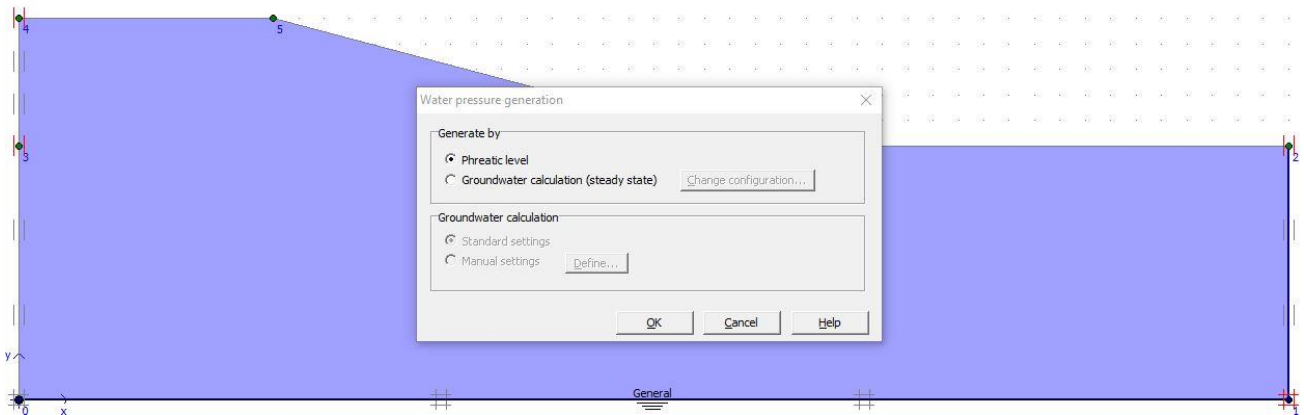 4
5
Water pressure generation
Generate by
Phreatic level
3
2
Groundwater calculation (steady state)
Change configuration...
Groundwater calculation
Standard settings
Manual settings
Define...
OK
Cancel
Help
y
General
0
x
1